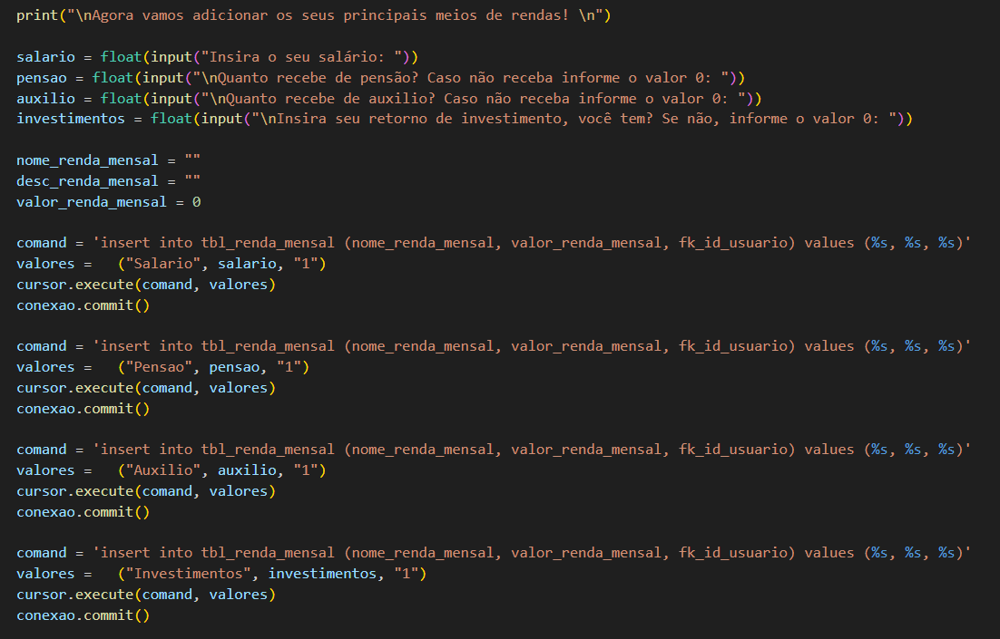 print("\nAgora vamos adicionar os seus principais meios de rendas! \n")
salario = float(input("Insira o seu salário: "))
pensao = float(input("\nQuanto recebe de pensão? Caso não receba informe o valor 0: "))
auxilio = float(input("\nQuanto recebe de auxilio? Caso não receba informe o valor 0: "))
investimentos = float(input("\nInsira seu retorno de investimento, você tem? Se não, informe o valor 0: "))
nome_renda_mensal = ""
desc_renda_mensal = ""
valor_renda_mensal = 0
comand = 'insert into tbl_renda_mensal (nome_renda_mensal, valor_renda_mensal, fk_id_usuario) values (%s, %s, %s)'
valores =   ("Salario", salario, "1")
cursor.execute(comand, valores)
conexao.commit()
comand = 'insert into tbl_renda_mensal (nome_renda_mensal, valor_renda_mensal, fk_id_usuario) values (%s, %s, %s)'
valores =   ("Pensao", pensao, "1")
cursor.execute(comand, valores)
conexao.commit()
comand = 'insert into tbl_renda_mensal (nome_renda_mensal, valor_renda_mensal, fk_id_usuario) values (%s, %s, %s)'
valores =   ("Auxilio", auxilio, "1")
cursor.execute(comand, valores)
conexao.commit()
comand = 'insert into tbl_renda_mensal (nome_renda_mensal, valor_renda_mensal, fk_id_usuario) values (%s, %s, %s)'
valores =   ("Investimentos", investimentos, "1")
cursor.execute(comand, valores)
conexao.commit()